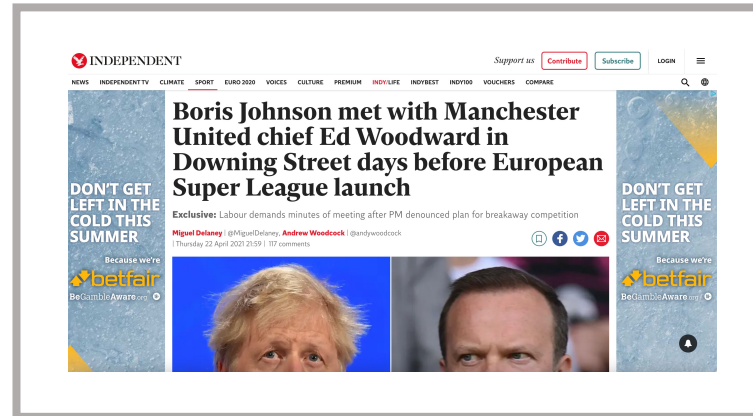 INDEPENDENT
Support us
Contribute
Subscribe
LOGIN
NEWS INDEPENDENT TV CLIMATE SPORT EURO 2020 VOICES CULTURE PREMIUM INDY/LIFE INDYBEST INDY100 VOUCHERS COMPARE
Boris Johnson met with Manchester
United chief Ed Woodward in
Downing Street days before European
Super League launch
Exclusive: Labour demands minutes of meeting after PM denounced plan for breakaway competition
Miguel Delaney | @MiguelDelaney, Andrew Woodcock | @andywoodcock
| Thursday 22 April 2021 21:59 | 117 comments
DON'T GET
LEFT IN THE
COLD THIS
SUMMER
Because we're
betfair
BeGambleAware.org
DON'T GET
LEFT IN THE
COLD THIS
SUMMER
Because we're
betfair
BeGambleAware.org